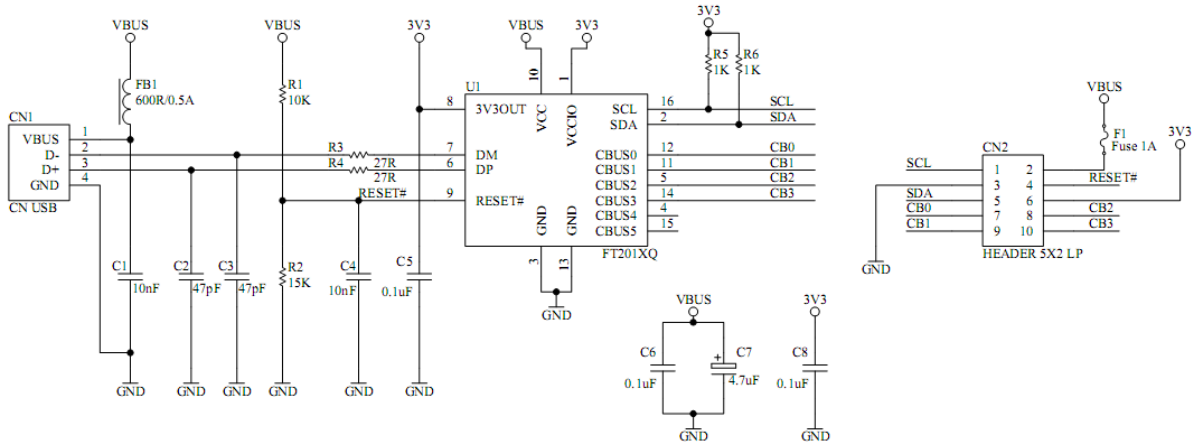 VBUS
FB1
600R/0.5A
CN1
VBUS 1
D- 2
D+ 3
GND 4
CN USB
C1
10nF
GND
C2
47pF
GND
C3
47pF
GND
VBUS
R1
10K
R2
15K
GND
R3
27R
R4
27R
RESET#
C4
10nF
GND
3V3
C5
0.1uF
GND
VBUS
3V3
U1
10 VCC
1 VCCIO
8 3V3OUT
7 DM
6 DP
9 RESET#
3 GND
13 GND
GND
SCL 16 SCL
SDA 2 SDA
CBUS0 12 CB0
CBUS1 11 CB1
CBUS2 5 CB2
CBUS3 14 CB3
CBUS4 4
CBUS5 15
FT201XQ
3V3
R5
1K
R6
1K
VBUS
C6
0.1uF
C7
+
4.7uF
GND
3V3
C8
0.1uF
GND
VBUS
F1
Fuse 1A
3V3
CN2
SCL 1 2
3 4 RESET#
SDA 5 6
CB0 7 8 CB2
CB1 9 10 CB3
HEADER 5X2 LP
GND